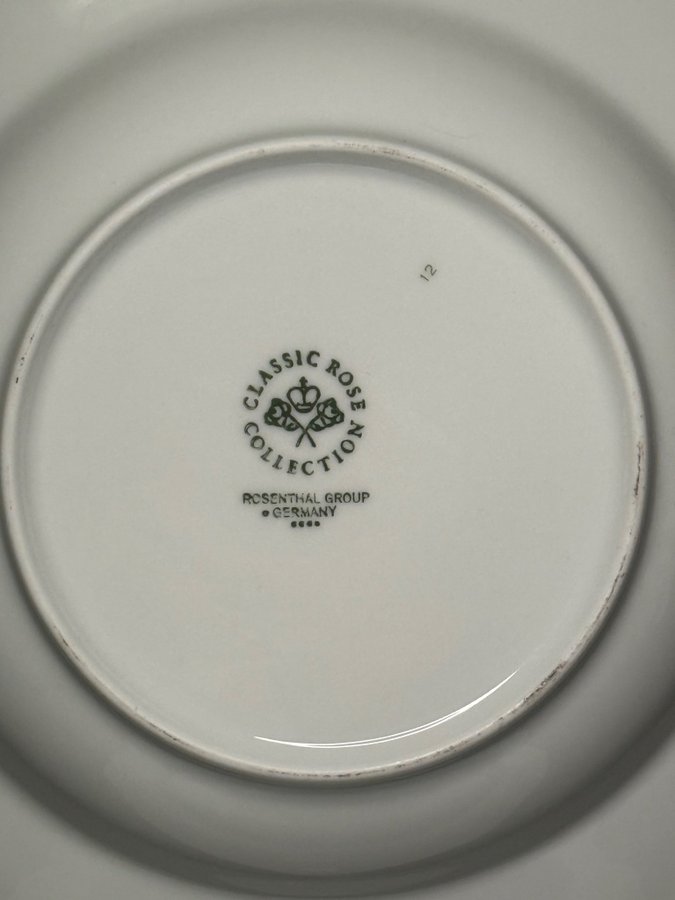 12
CLASSIC ROSE
COLLECTION
ROSENTHAL GROUP
GERMANY